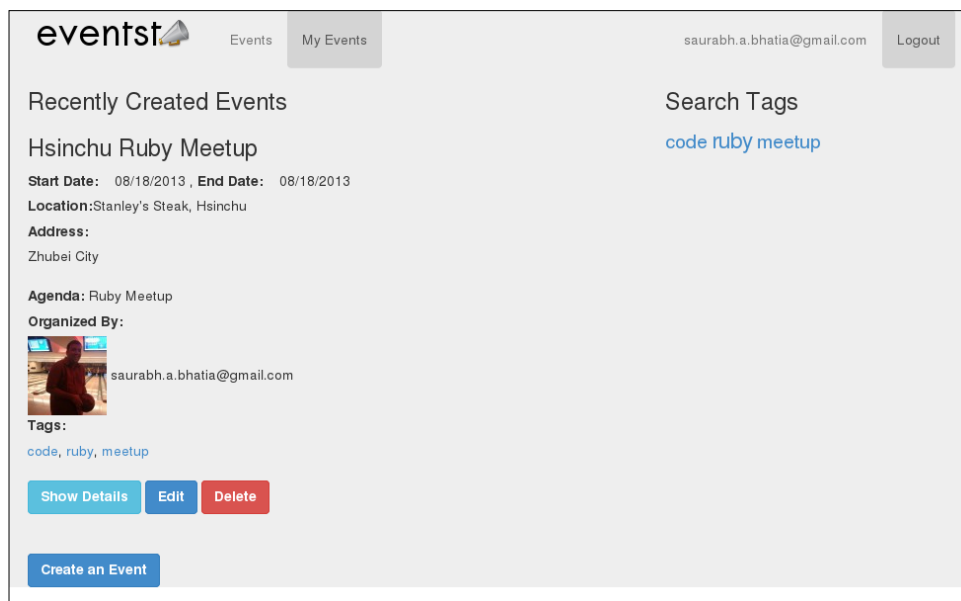 eventst
Events My Events saurabh.a.bhatia@gmail.com Logout
Recently Created Events
Search Tags
code ruby meetup
Hsinchu Ruby Meetup
Start Date: 08/18/2013 , End Date: 08/18/2013
Location:Stanley's Steak, Hsinchu
Address:
Zhubei City
Agenda: Ruby Meetup
Organized By:
saurabh.a.bhatia@gmail.com
Tags:
code, ruby, meetup
Show Details Edit Delete
Create an Event